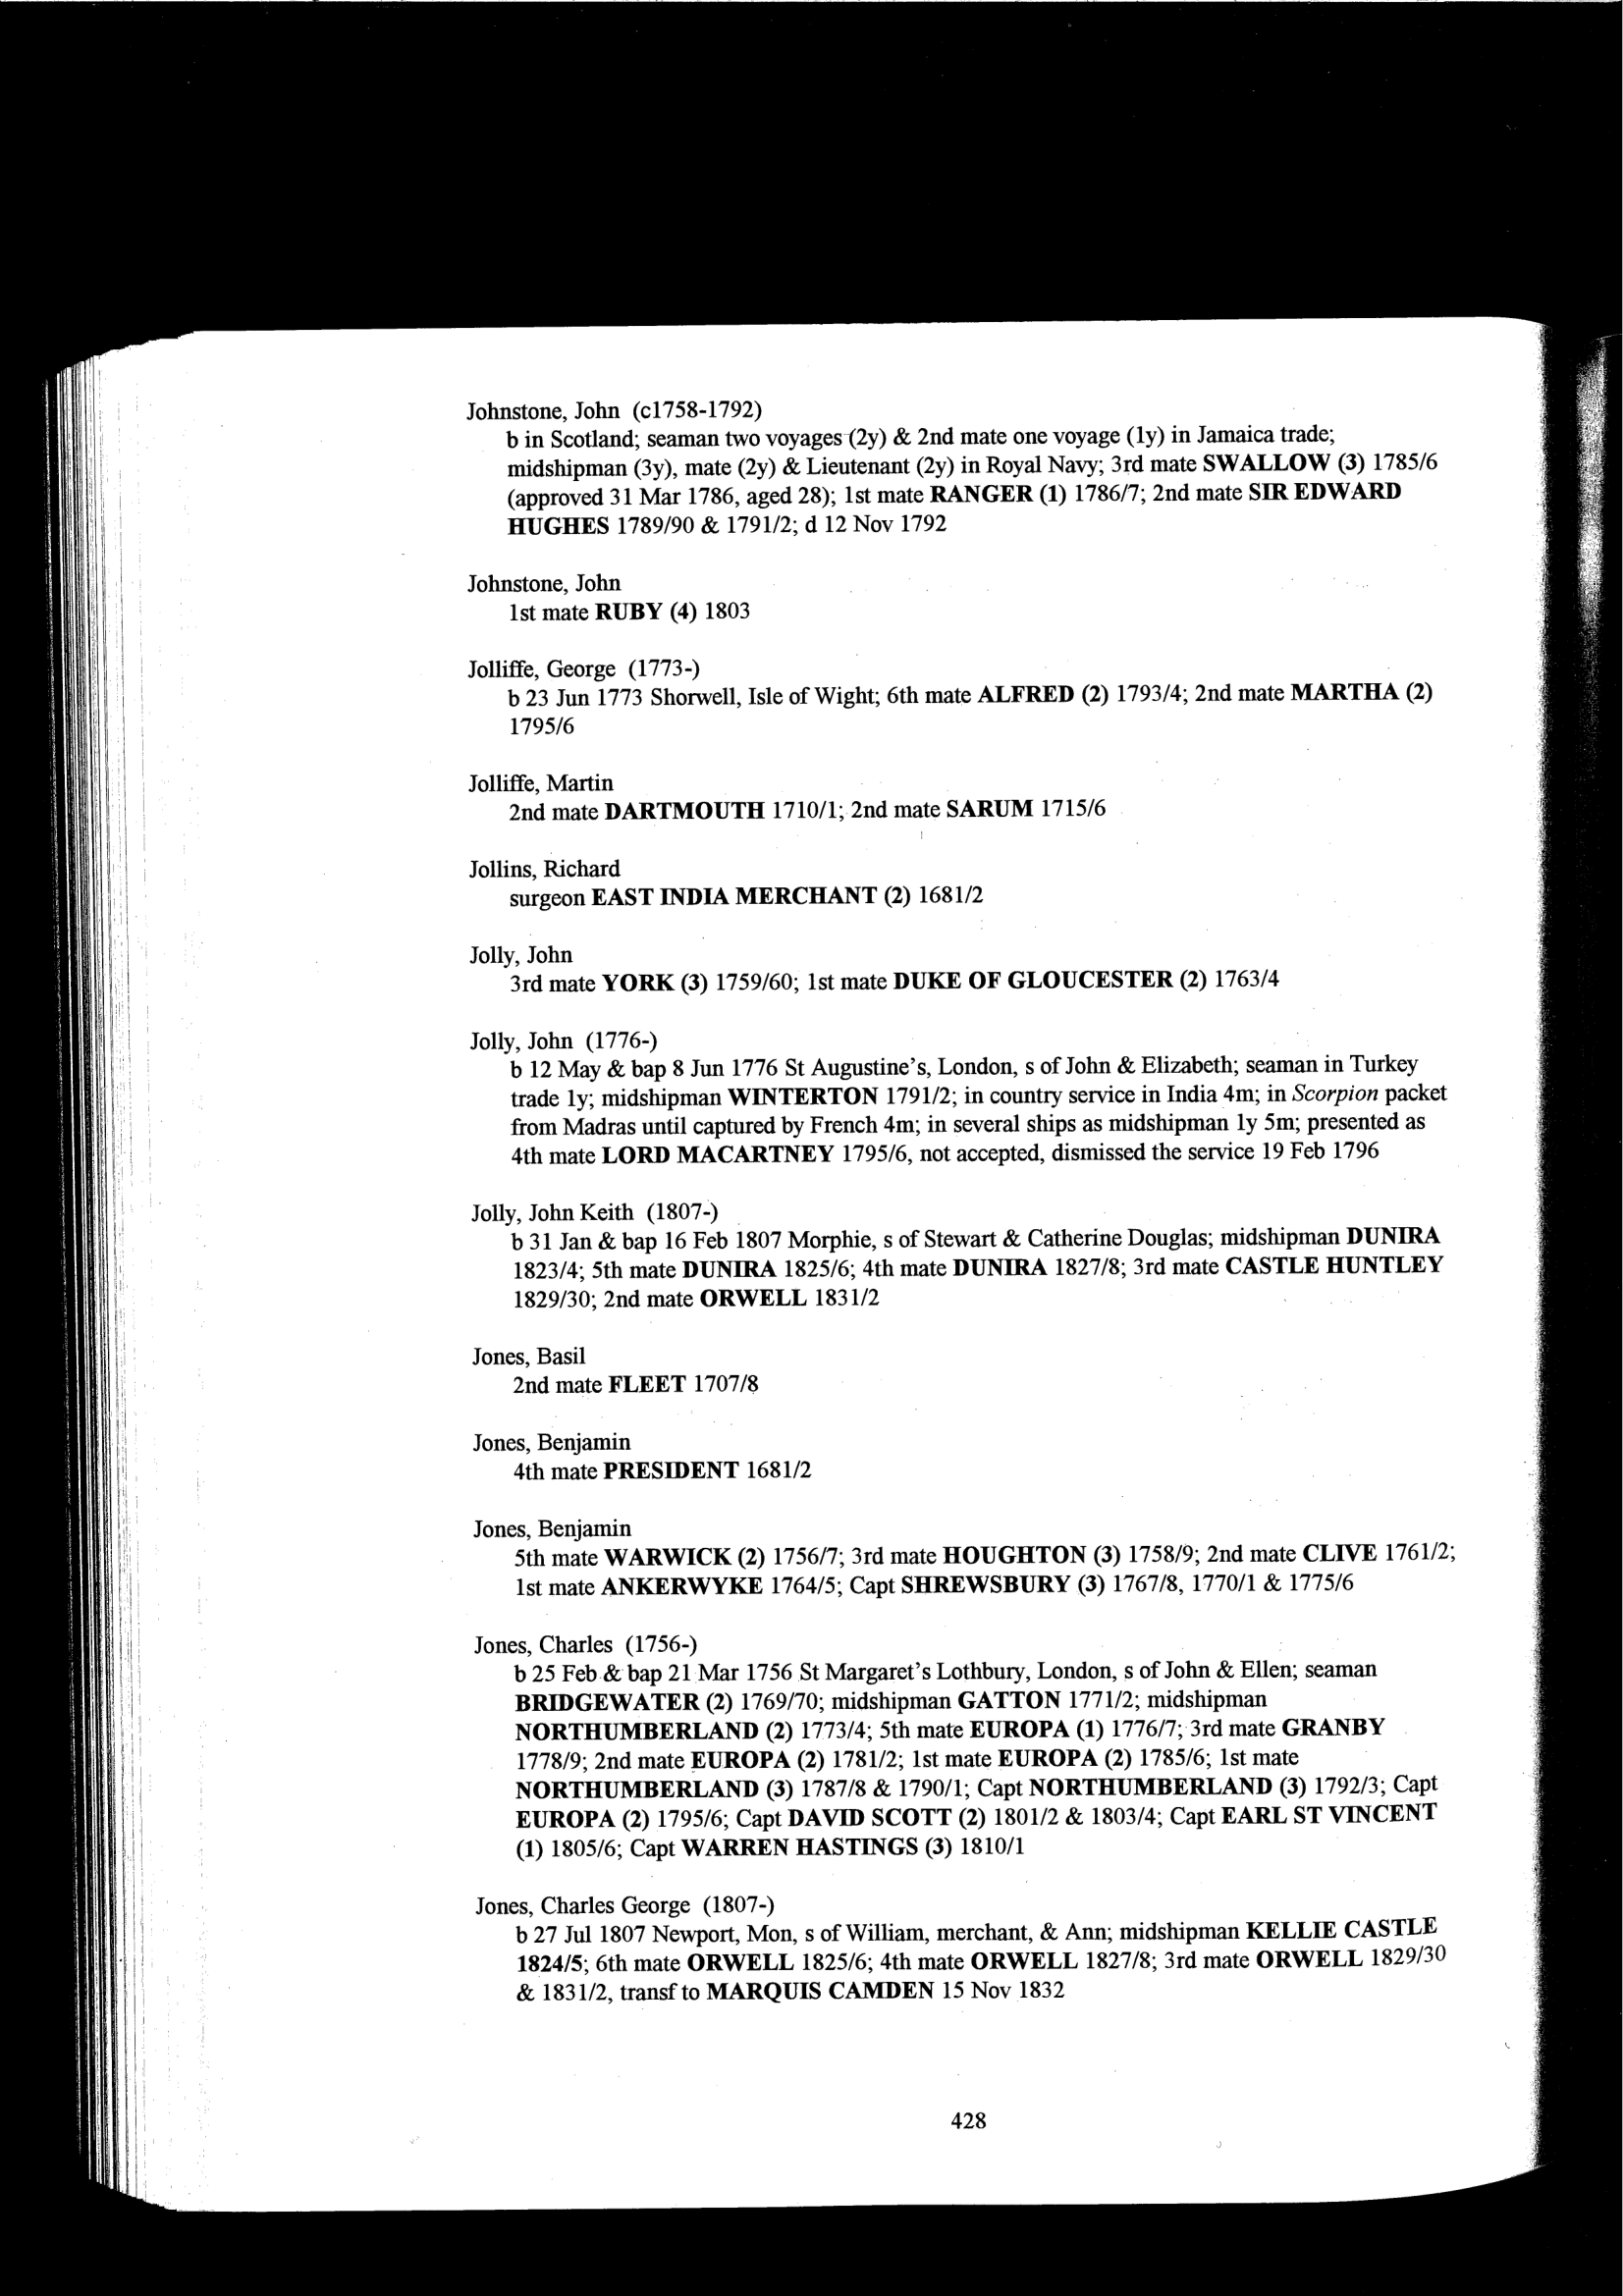 Johnstone, John (c1758-1792)
b in Scotland; seaman two voyages (2y) & 2nd mate one voyage (1y) in Jamaica trade;
midshipman (3y), mate (2y) & Lieutenant (2y) in Royal Navy; 3rd mate SWALLOW (3) 1785/6
(approved 31 Mar 1786, aged 28); 1st mate RANGER (1) 1786/7; 2nd mate SIR EDWARD
HUGHES 1789/90 & 1791/2; d 12 Nov 1792
Johnstone, John
1st mate RUBY (4) 1803
Jolliffe, George (1773-)
b 23 Jun 1773 Shorwell, Isle of Wight; 6th mate ALFRED (2) 1793/4; 2nd mate MARTHA (2)
1795/6
Jolliffe, Martin
2nd mate DARTMOUTH 1710/1; 2nd mate SARUM 1715/6
Jollins, Richard
surgeon EAST INDIA MERCHANT (2) 1681/2
Jolly, John
3rd mate YORK (3) 1759/60; 1st mate DUKE OF GLOUCESTER (2) 1763/4
Jolly, John (1776-)
b 12 May & bap 8 Jun 1776 St Augustine's, London, s of John & Elizabeth; seaman in Turkey
trade 1y; midshipman WINTERTON 1791/2; in country service in India 4m; in Scorpion packet
from Madras until captured by French 4m; in several ships as midshipman 1y 5m; presented as
4th mate LORD MACARTNEY 1795/6, not accepted, dismissed the service 19 Feb 1796
Jolly, John Keith (1807-)
b 31 Jan & bap 16 Feb 1807 Morphie, s of Stewart & Catherine Douglas; midshipman DUNIRA
1823/4; 5th mate DUNIRA 1825/6; 4th mate DUNIRA 1827/8; 3rd mate CASTLE HUNTLEY
1829/30; 2nd mate ORWELL 1831/2
Jones, Basil
2nd mate FLEET 1707/8
Jones, Benjamin
4th mate PRESIDENT 1681/2
Jones, Benjamin
5th mate WARWICK (2) 1756/7; 3rd mate HOUGHTON (3) 1758/9; 2nd mate CLIVE 1761/2;
1st mate ANKERWYKE 1764/5; Capt SHREWSBURY (3) 1767/8, 1770/1 & 1775/6
Jones, Charles (1756-)
b 25 Feb & bap 21 Mar 1756 St Margaret's Lothbury, London, s of John & Ellen; seaman
BRIDGEWATER (2) 1769/70; midshipman GATTON 1771/2; midshipman
NORTHUMBERLAND (2) 1773/4; 5th mate EUROPA (1) 1776/7; 3rd mate GRANBY
1778/9; 2nd mate EUROPA (2) 1781/2; 1st mate EUROPA (2) 1785/6; 1st mate
NORTHUMBERLAND (3) 1787/8 & 1790/1; Capt NORTHUMBERLAND (3) 1792/3; Capt
EUROPA (2) 1795/6; Capt DAVID SCOTT (2) 1801/2 & 1803/4; Capt EARL ST VINCENT
(1) 1805/6; Capt WARREN HASTINGS (3) 1810/1
Jones, Charles George (1807-)
b 27 Jul 1807 Newport, Mon, s of William, merchant, & Ann; midshipman KELLIE CASTLE
1824/5; 6th mate ORWELL 1825/6; 4th mate ORWELL 1827/8; 3rd mate ORWELL 1829/30
& 1831/2, transf to MARQUIS CAMDEN 15 Nov 1832
428